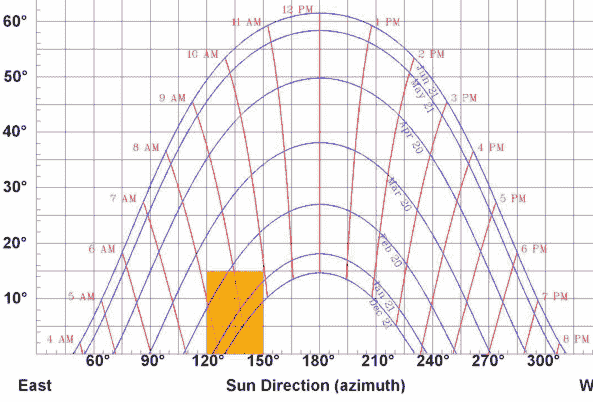 60°
50°
40°
30°
20°
10°
12 PM
11 AM
1 PM
10 AM
2 PM
9 AM
3 PM
8 AM
4 PM
7 AM
5 PM
6 AM
6 PM
5 AM
7 PM
4 AM
8 PM
Jun 21
May 21
Apr 20
Mar 20
Feb 20
Jan 21
Dec 21
60° 90° 120° 150° 180° 210° 240° 270° 300°
East Sun Direction (azimuth) W